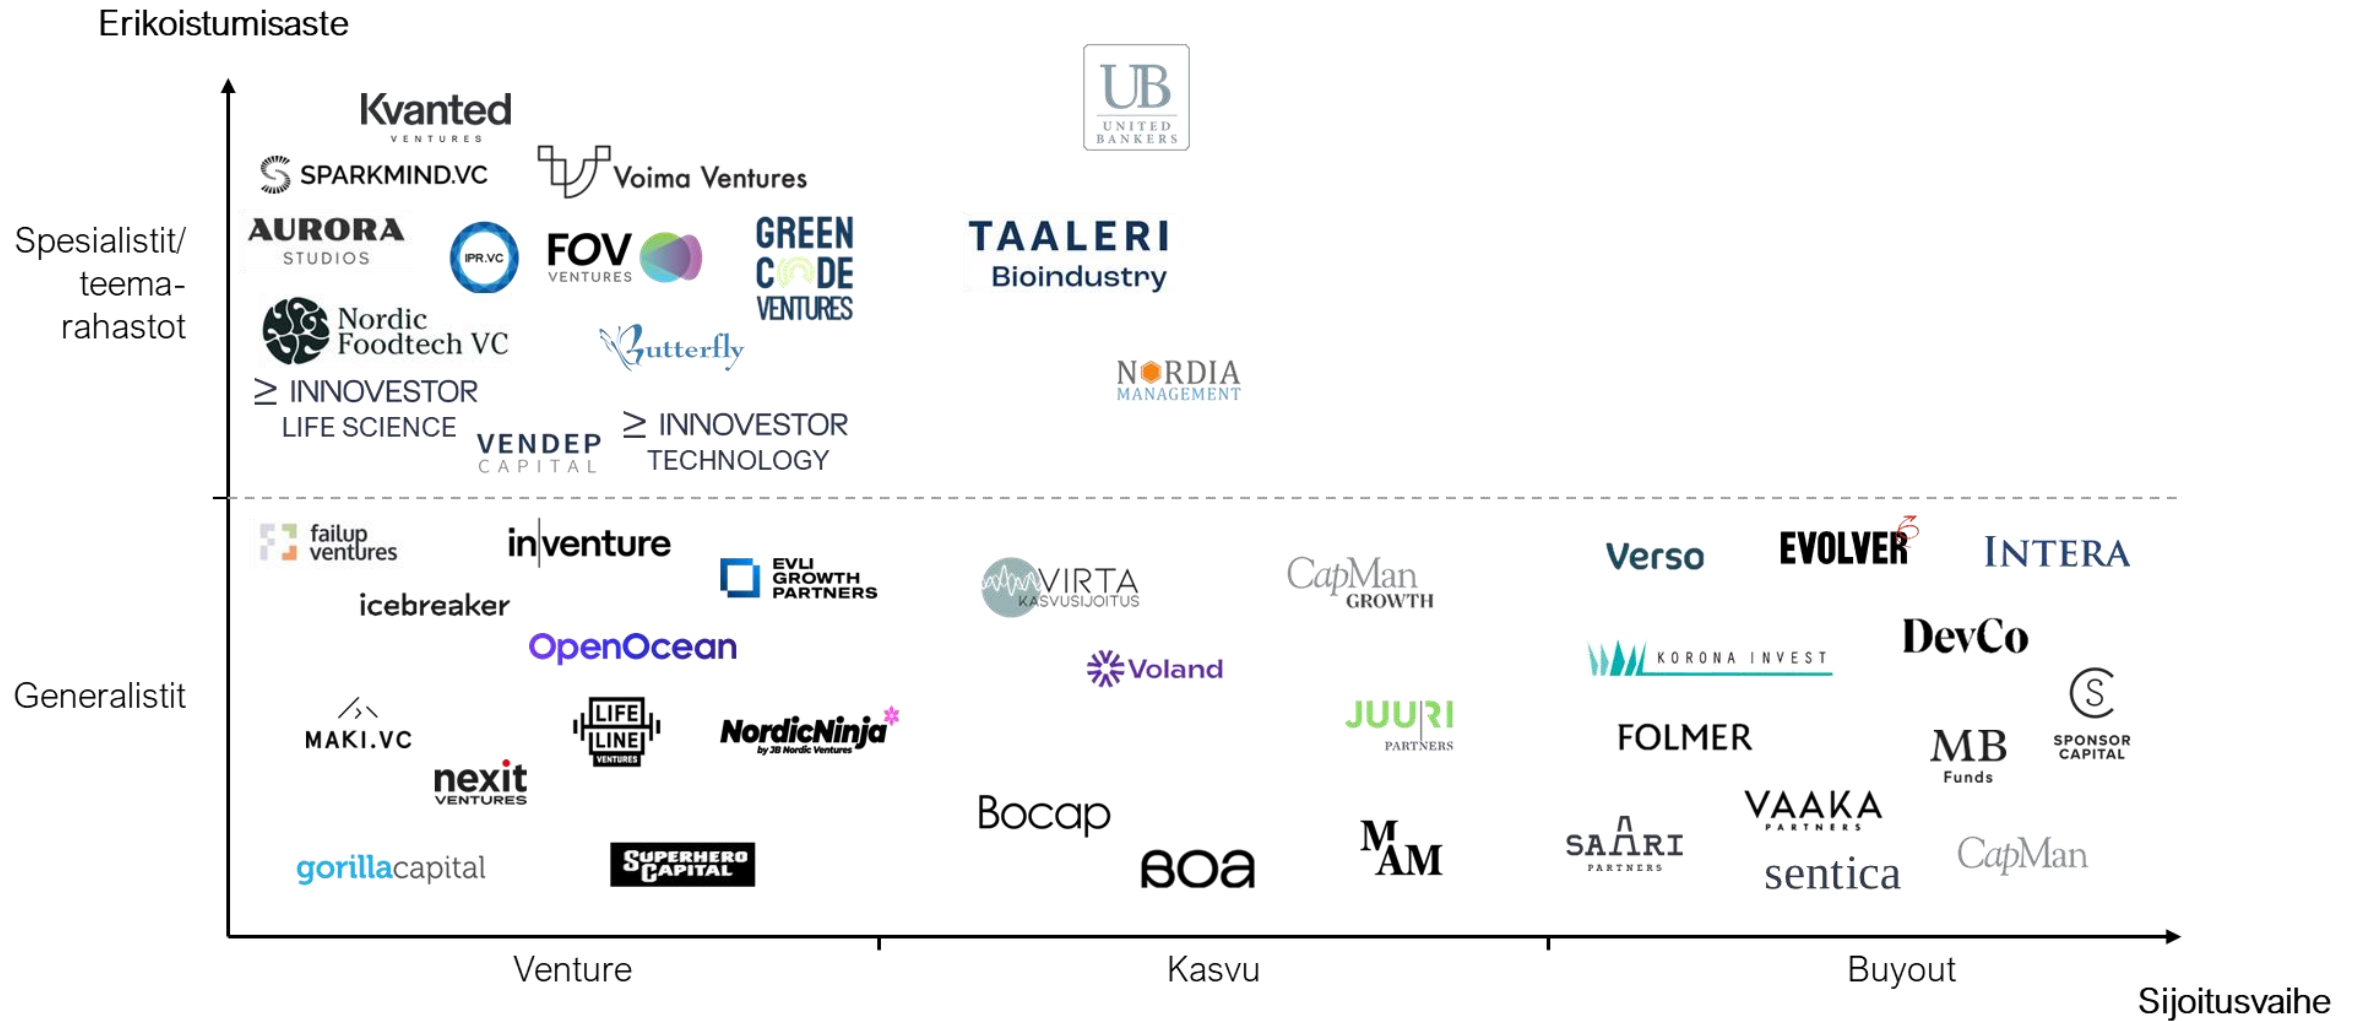 Erikoistumisaste
UB
UNITED
BANKERS
Kvanted
VENTURES
SPARKMIND.VC
Voima Ventures
Spesialistit/
teema-
rahastot
AURORA
STUDIOS
IPR.VC
FOV
VENTURES
GREEN
CODE
VENTURES
TAALERI
Bioindustry
Nordic
Foodtech VC
Butterfly
NORDIA
MANAGEMENT
≥ INNOVESTOR
LIFE SCIENCE
VENDEP
CAPITAL
≥ INNOVESTOR
TECHNOLOGY
Generalistit
failup
ventures
in|venture
EVLI
GROWTH
PARTNERS
icebreaker
OpenOcean
MAKI.VC
LIFE
LINE
VENTURES
NordicNinja
by JB Nordic Ventures
nexit
VENTURES
gorillacapital
SUPERHERO
CAPITAL
VIRTA
KASVUSIJOITUS
CapMan
GROWTH
Voland
JUURI
PARTNERS
Bocap
BOA
M
AM
Verso
EVOLVER
INTERA
KORONA INVEST
DevCo
FOLMER
MB
Funds
SC
SPONSOR
CAPITAL
SAARI
PARTNERS
VAAKA
PARTNERS
sentica
CapMan
Venture
Kasvu
Buyout
Sijoitusvaihe